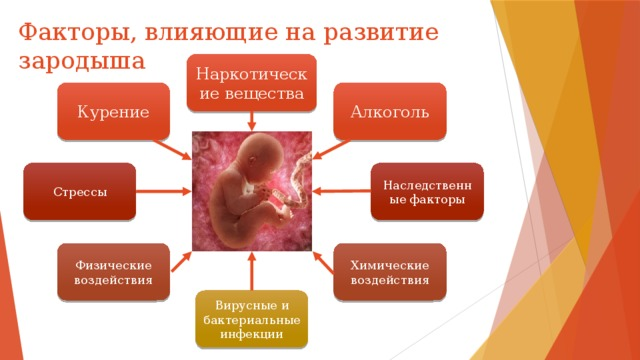 Факторы, влияющие на развитие
зародыша
Наркотическ
ие вещества
Курение
Алкоголь
Стрессы
Наследственн
ые факторы
Физические
воздействия
Химические
воздействия
Вирусные и
бактериальные
инфекции